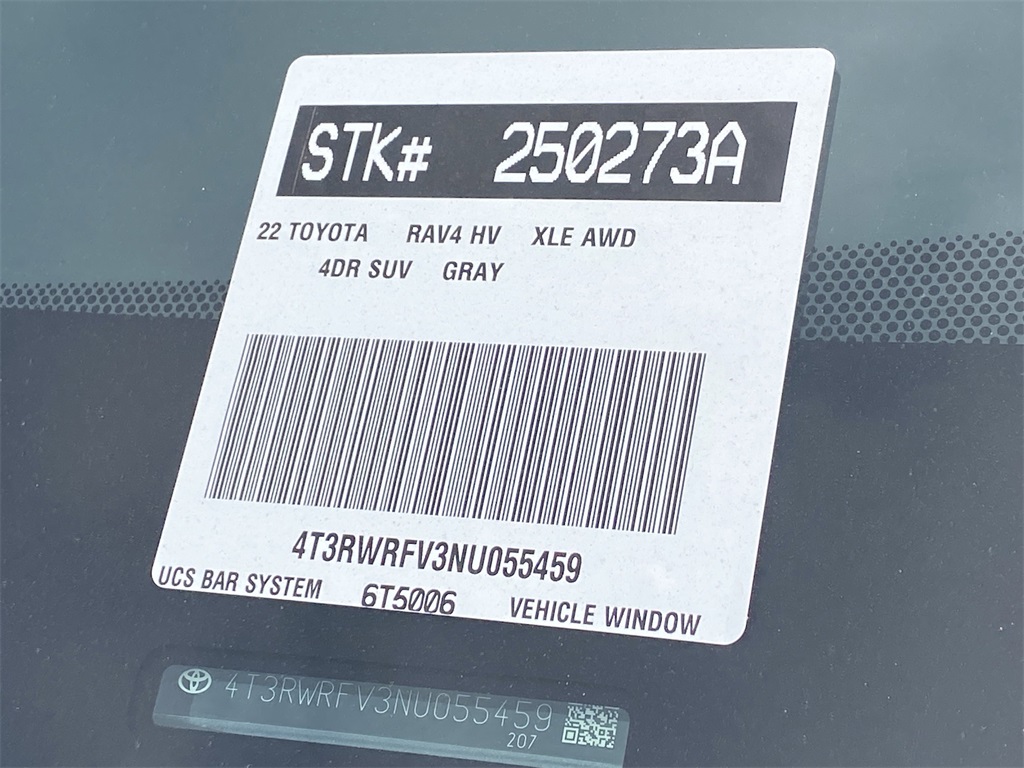 STK# 250273A
22 TOYOTA RAV4 HV XLE AWD
4DR SUV GRAY
4T3RWRFV3NU055459
UCS BAR SYSTEM 6T5006 VEHICLE WINDOW
4T3RWRFV3NU055459
207